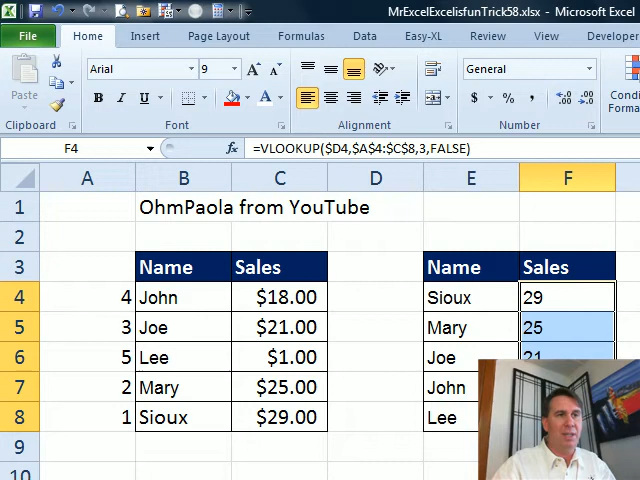 MrExcelExcelisfunTrick58.xlsx - Microsoft Excel
File Home Insert Page Layout Formulas Data Easy-XL Review View Developer
Paste
Arial 9 General
B I U A A A $ % , .00 .0
Clipboard Font Alignment Number Format
F4 fx =VLOOKUP($D4,$A$4:$C$8,3,FALSE)
A B C D E F
1 OhmPaola from YouTube
2
3 Name Sales Name Sales
4 4 John $18.00 Sioux 29
5 3 Joe $21.00 Mary 25
6 5 Lee $1.00 Joe 21
7 2 Mary $25.00 John
8 1 Sioux $29.00 Lee
9
10